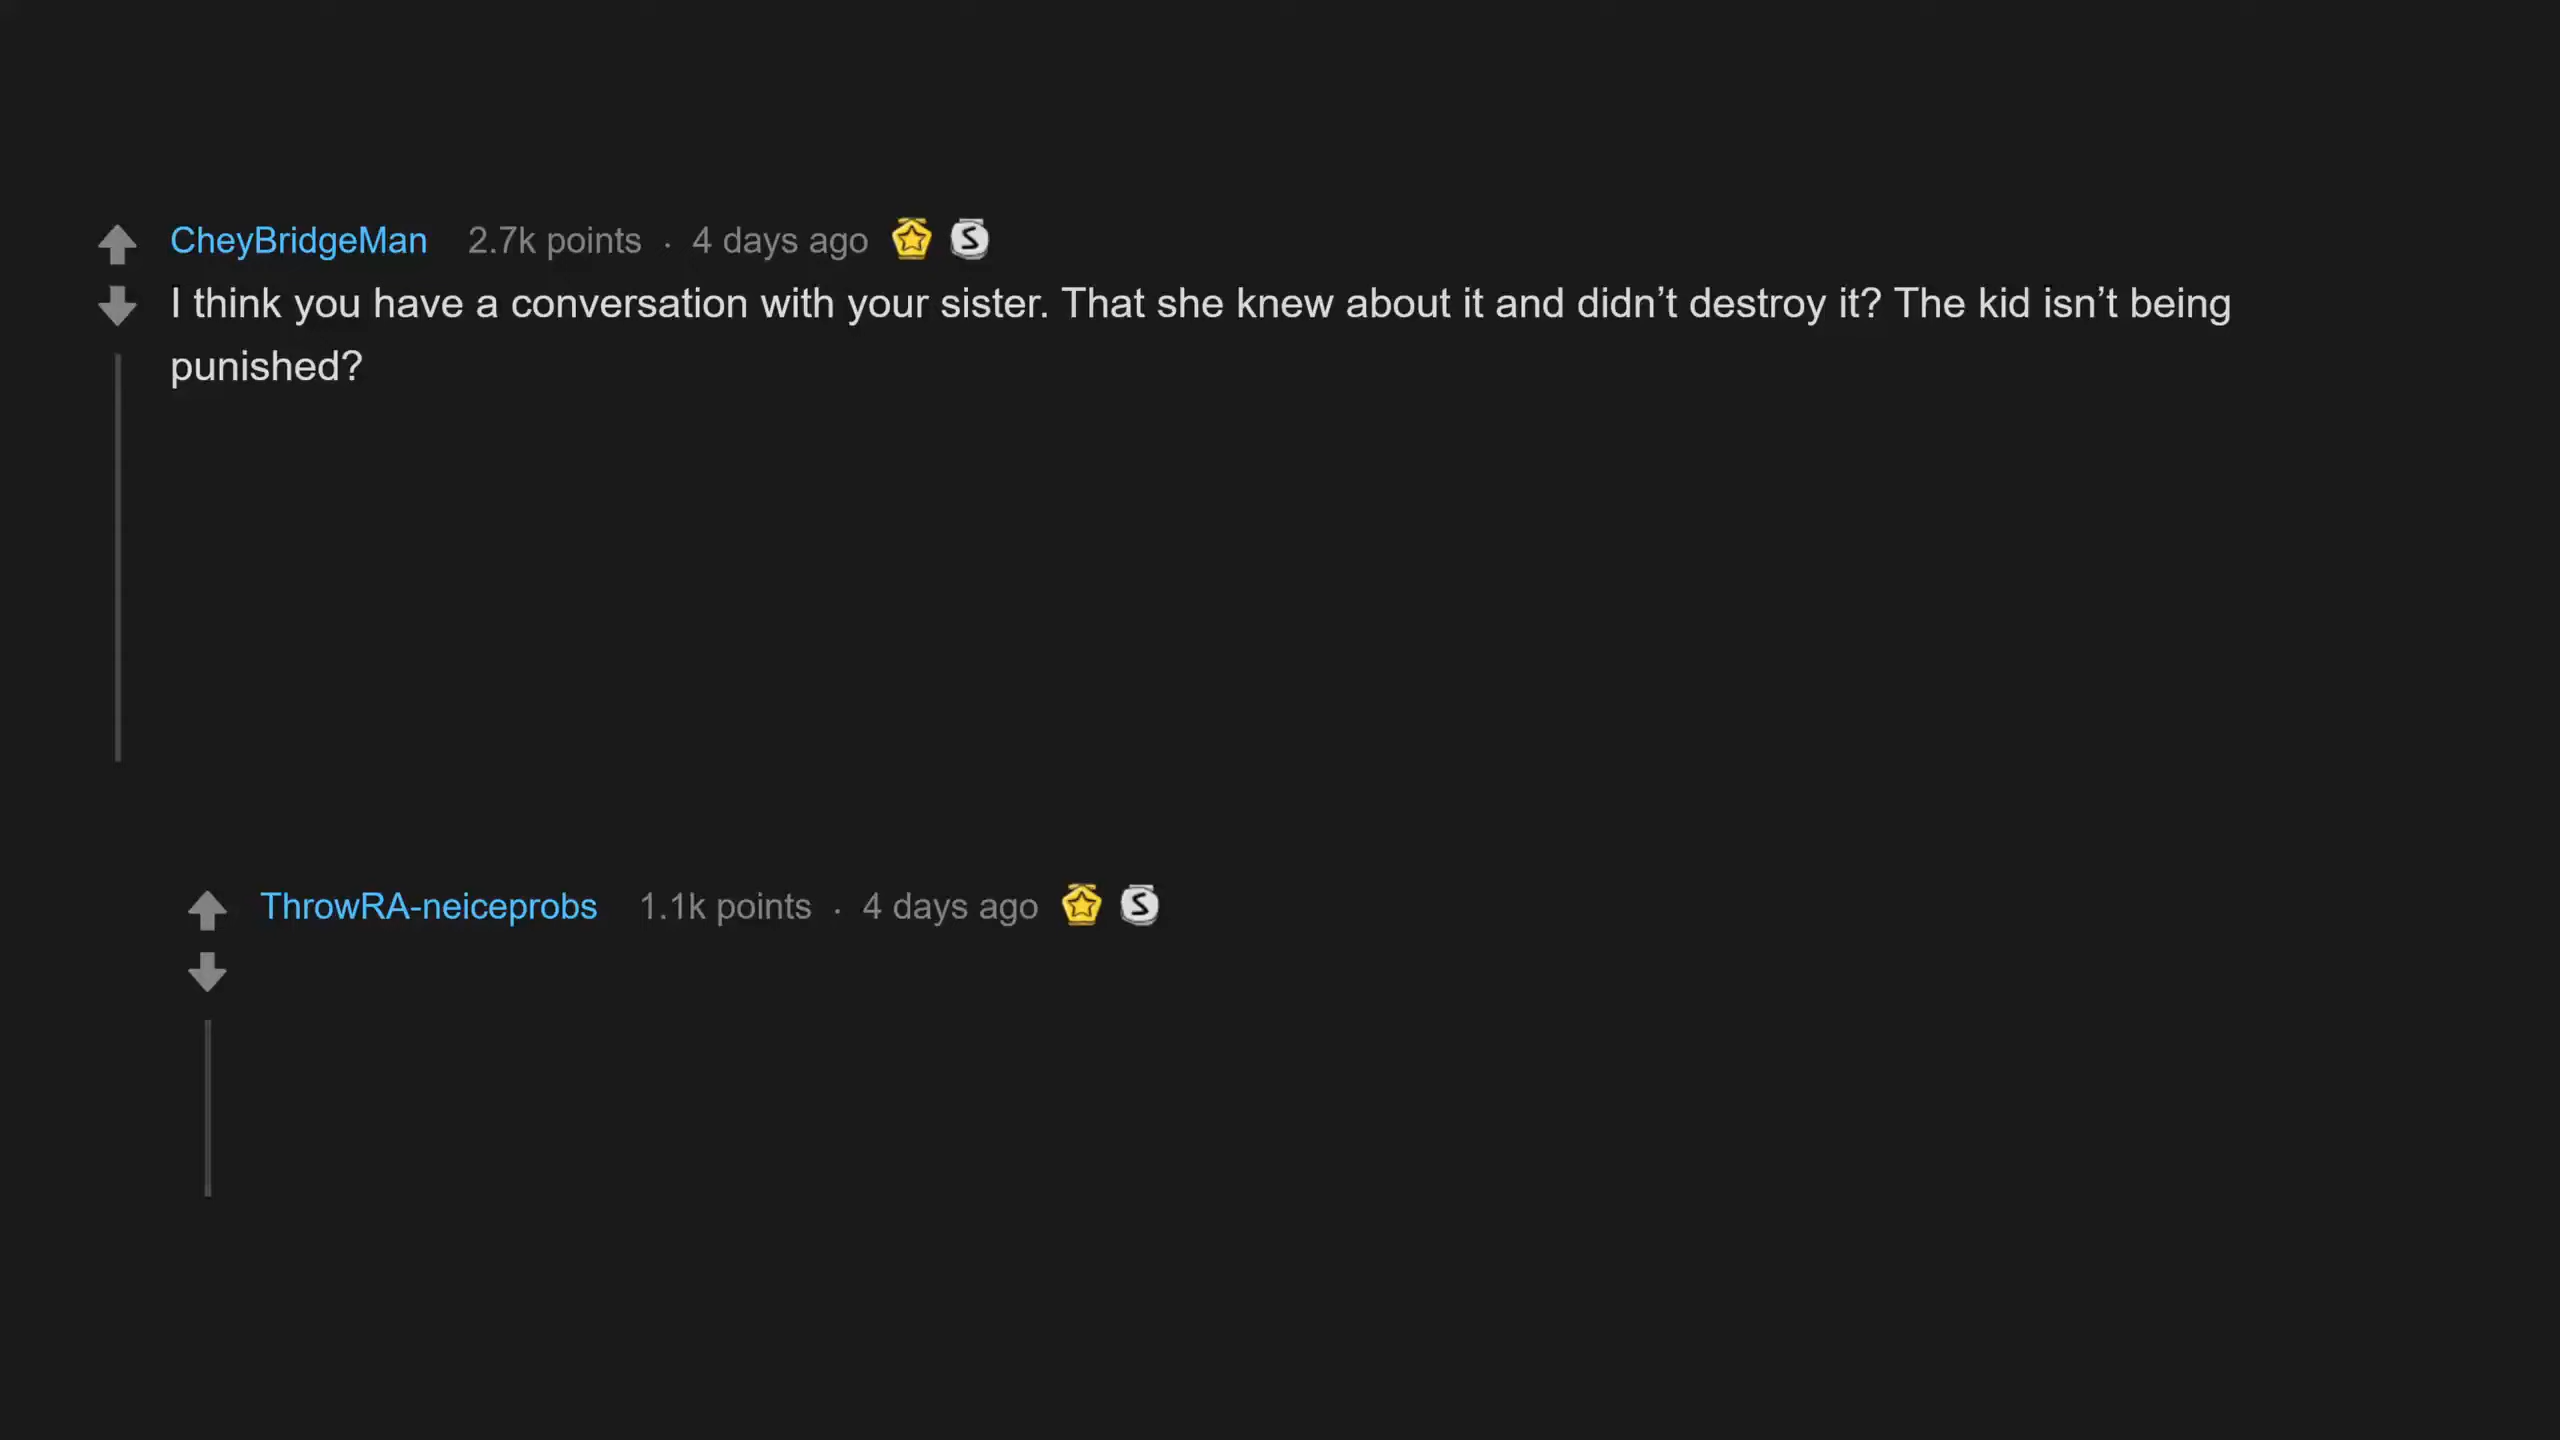 CheyBridgeMan 2.7k points · 4 days ago
I think you have a conversation with your sister. That she knew about it and didn’t destroy it? The kid isn’t being
punished?
ThrowRA-neiceprobs 1.1k points · 4 days ago